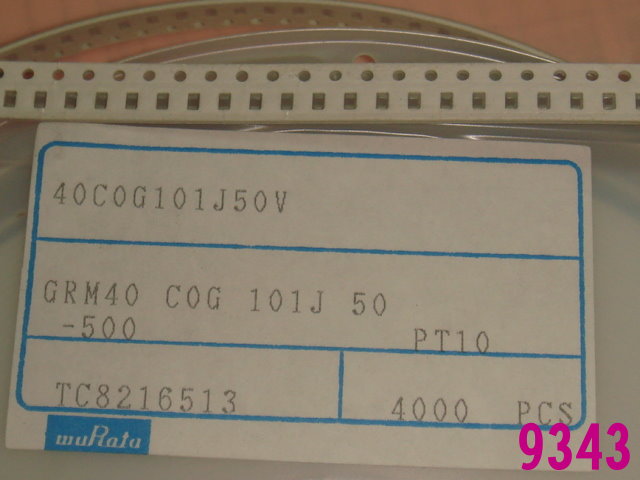 40C0G101J50V
GRM40 C0G 101J 50
-500 PT10
TC8216513 4000 PCS
muRata
9343